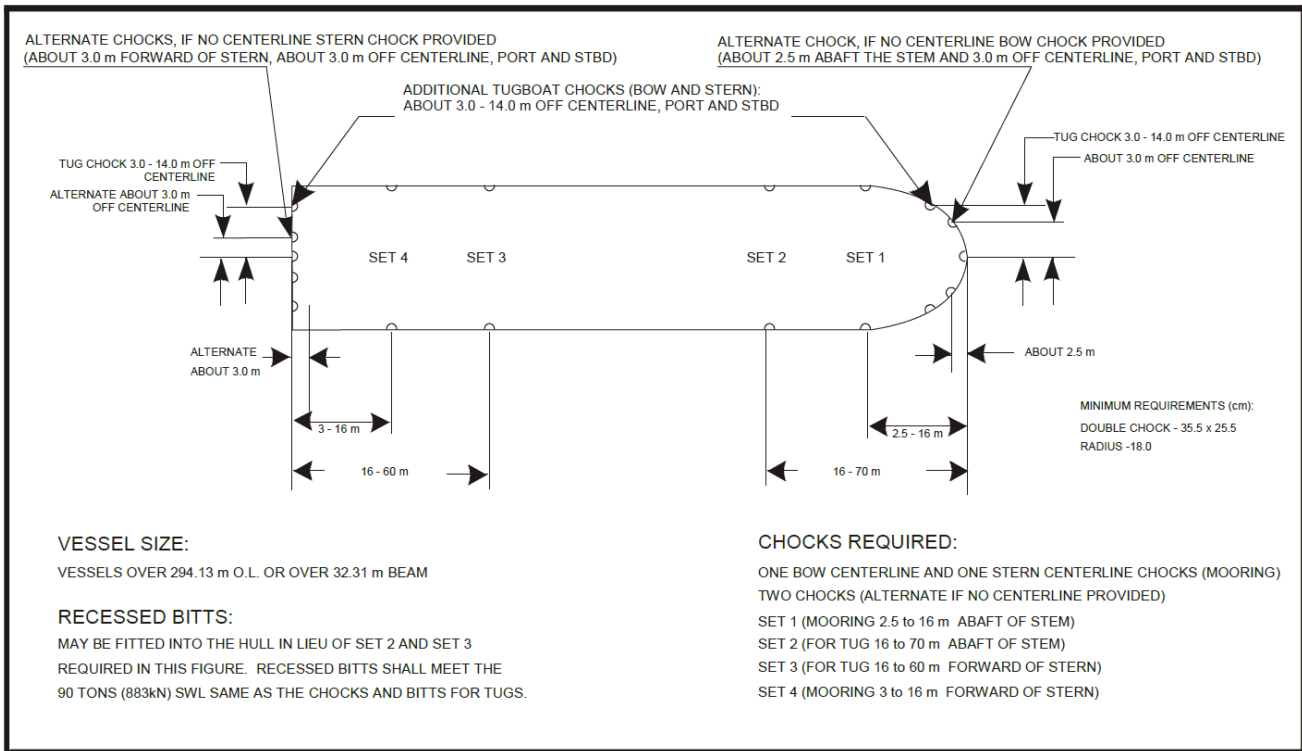 ALTERNATE CHOCKS, IF NO CENTERLINE STERN CHOCK PROVIDED
(ABOUT 3.0 m FORWARD OF STERN, ABOUT 3.0 m OFF CENTERLINE, PORT AND STBD)
ALTERNATE CHOCK, IF NO CENTERLINE BOW CHOCK PROVIDED
(ABOUT 2.5 m ABAFT THE STEM AND 3.0 m OFF CENTERLINE, PORT AND STBD)
ADDITIONAL TUGBOAT CHOCKS (BOW AND STERN):
ABOUT 3.0 - 14.0 m OFF CENTERLINE, PORT AND STBD
TUG CHOCK 3.0 - 14.0 m OFF
CENTERLINE
ALTERNATE ABOUT 3.0 m
OFF CENTERLINE
TUG CHOCK 3.0 - 14.0 m OFF CENTERLINE
ABOUT 3.0 m OFF CENTERLINE
SET 4
SET 3
SET 2
SET 1
ALTERNATE
ABOUT 3.0 m
ABOUT 2.5 m
3 - 16 m
2.5 - 16 m
16 - 60 m
16 - 70 m
MINIMUM REQUIREMENTS (cm):
DOUBLE CHOCK - 35.5 x 25.5
RADIUS -18.0
VESSEL SIZE:
VESSELS OVER 294.13 m O.L. OR OVER 32.31 m BEAM
RECESSED BITTS:
MAY BE FITTED INTO THE HULL IN LIEU OF SET 2 AND SET 3
REQUIRED IN THIS FIGURE. RECESSED BITTS SHALL MEET THE
90 TONS (883kN) SWL SAME AS THE CHOCKS AND BITTS FOR TUGS.
CHOCKS REQUIRED:
ONE BOW CENTERLINE AND ONE STERN CENTERLINE CHOCKS (MOORING)
TWO CHOCKS (ALTERNATE IF NO CENTERLINE PROVIDED)
SET 1 (MOORING 2.5 to 16 m ABAFT OF STEM)
SET 2 (FOR TUG 16 to 70 m ABAFT OF STEM)
SET 3 (FOR TUG 16 to 60 m FORWARD OF STERN)
SET 4 (MOORING 3 to 16 m FORWARD OF STERN)